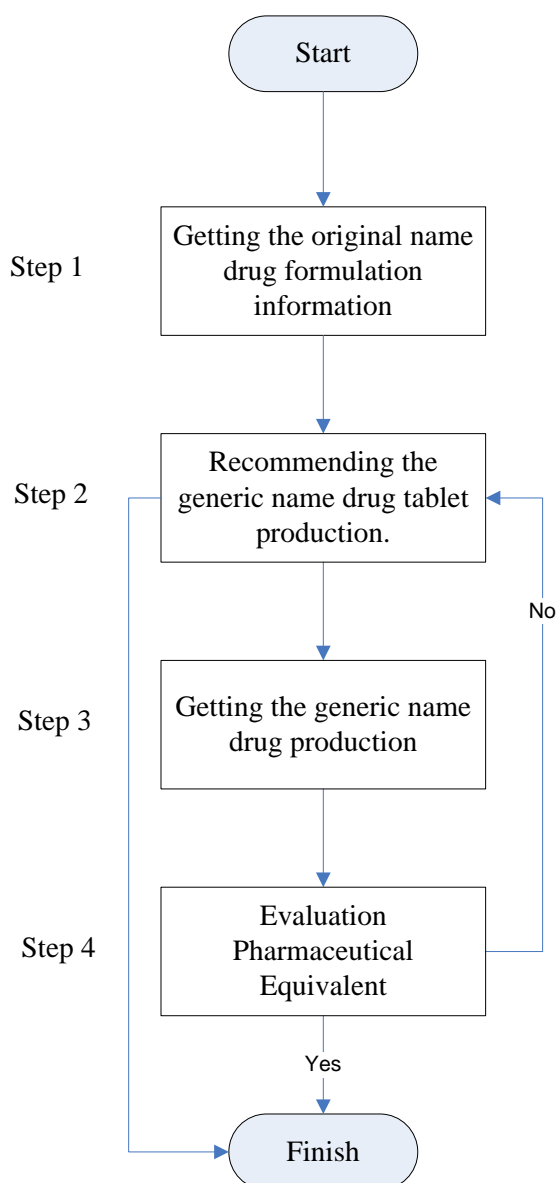 Start
Step 1
Getting the original name
drug formulation
information
Step 2
Recommending the
generic name drug tablet
production.
No
Step 3
Getting the generic name
drug production
Step 4
Evaluation
Pharmaceutical
Equivalent
Yes
Finish